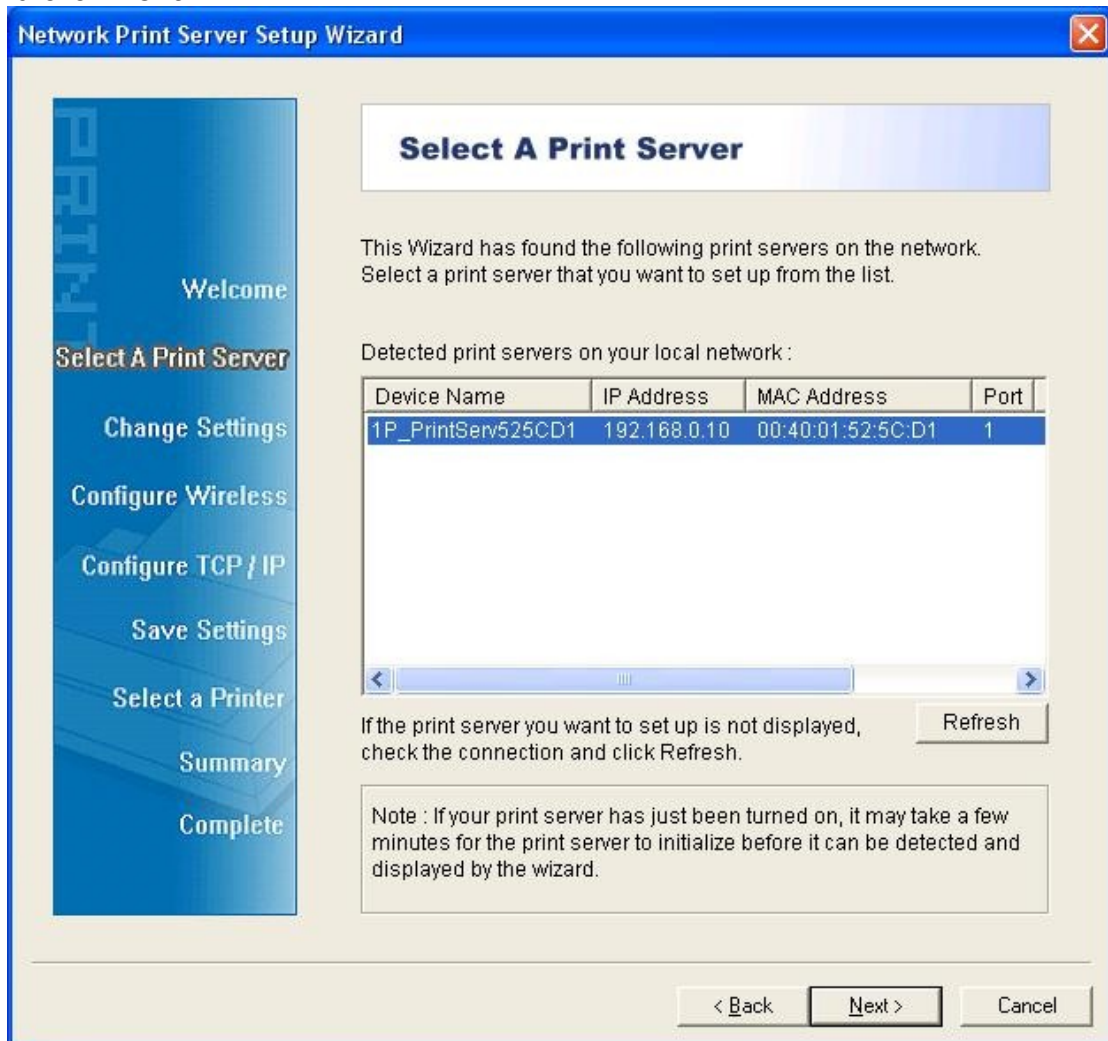 Network Print Server Setup Wizard
PRINT
Select A Print Server
This Wizard has found the following print servers on the network.
Select a print server that you want to set up from the list.
Welcome
Select A Print Server
Change Settings
Configure Wireless
Configure TCP / IP
Save Settings
Select a Printer
Summary
Complete
Detected print servers on your local network :
Device Name IP Address MAC Address Port
1P_PrintServ525CD1 192.168.0.10 00:40:01:52:5C:D1 1
If the print server you want to set up is not displayed,
check the connection and click Refresh.
Refresh
Note : If your print server has just been turned on, it may take a few
minutes for the print server to initialize before it can be detected and
displayed by the wizard.
< Back Next > Cancel